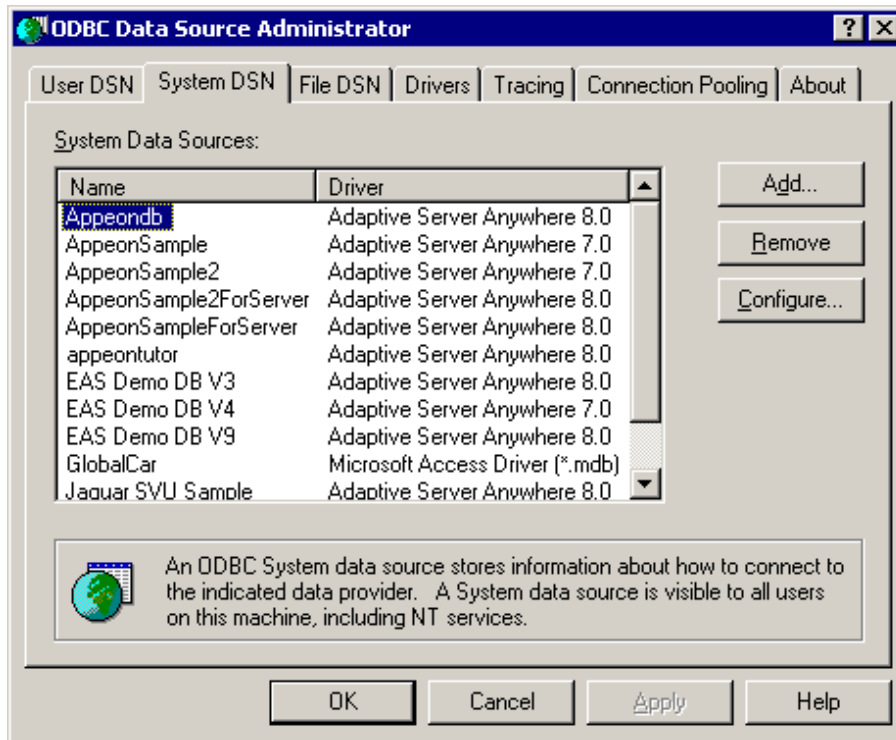 ODBC Data Source Administrator
User DSN System DSN File DSN Drivers Tracing Connection Pooling About
System Data Sources:
Name Driver
Appeondb Adaptive Server Anywhere 8.0
AppeonSample Adaptive Server Anywhere 7.0
AppeonSample2 Adaptive Server Anywhere 7.0
AppeonSample2ForServer Adaptive Server Anywhere 8.0
AppeonSampleForServer Adaptive Server Anywhere 8.0
appeontutor Adaptive Server Anywhere 8.0
EAS Demo DB V3 Adaptive Server Anywhere 8.0
EAS Demo DB V4 Adaptive Server Anywhere 7.0
EAS Demo DB V9 Adaptive Server Anywhere 8.0
GlobalCar Microsoft Access Driver (*.mdb)
Jaguar SVU Sample Adaptive Server Anywhere 8.0
Add...
Remove
Configure...
An ODBC System data source stores information about how to connect to
the indicated data provider. A System data source is visible to all users
on this machine, including NT services.
OK Cancel Apply Help